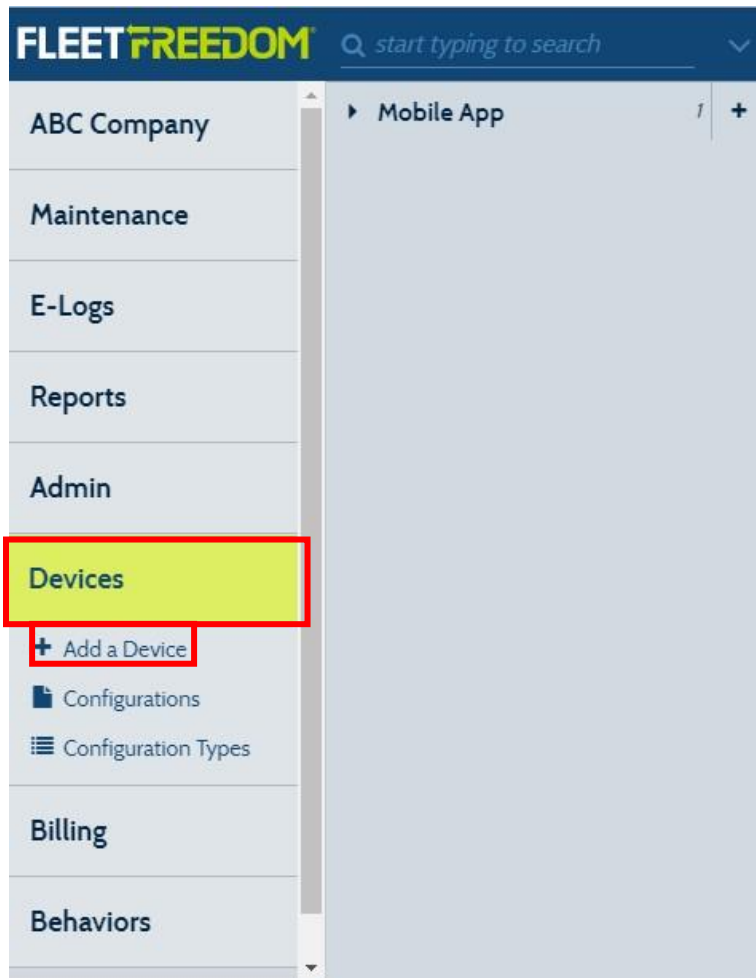 FLEETFREEDOM start typing to search
ABC Company
Mobile App 1 +
Maintenance
E-Logs
Reports
Admin
Devices
+ Add a Device
Configurations
Configuration Types
Billing
Behaviors